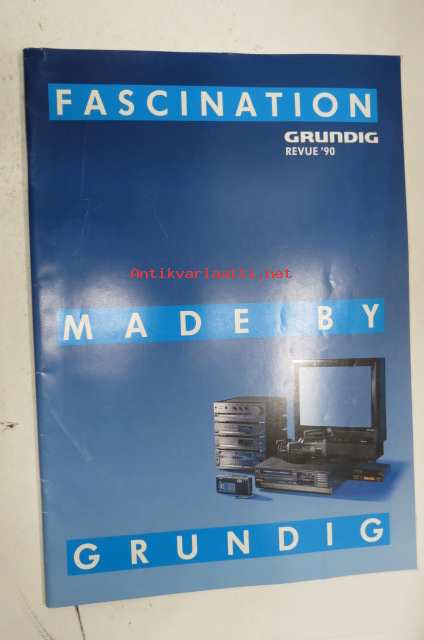 FASCINATION
GRUNDIG
REVUE '90
Antikvariaatti.net
MADE BY
GRUNDIG